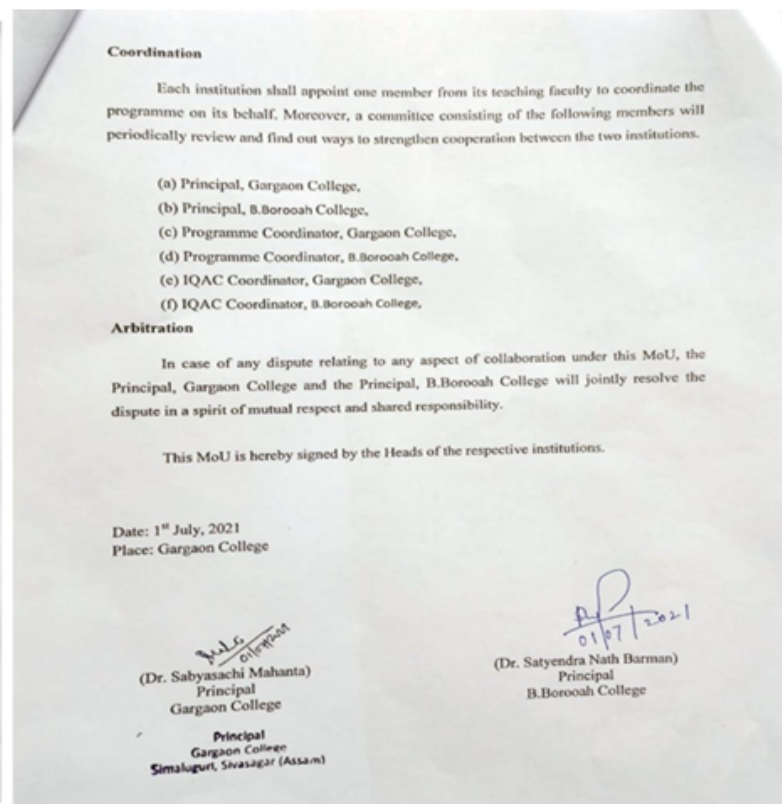 Coordination
Each institution shall appoint one member from its teaching faculty to coordinate the
programme on its behalf. Moreover, a committee consisting of the following members will
periodically review and find out ways to strengthen cooperation between the two institutions.
(a) Principal, Gargaon College,
(b) Principal, B.Borooah College,
(c) Programme Coordinator, Gargaon College,
(d) Programme Coordinator, B.Borooah College,
(e) IQAC Coordinator, Gargaon College,
(f) IQAC Coordinator, B.Borooah College,
Arbitration
In case of any dispute relating to any aspect of collaboration under this MoU, the
Principal, Gargaon College and the Principal, B.Borooah College will jointly resolve the
dispute in a spirit of mutual respect and shared responsibility.
This MoU is hereby signed by the Heads of the respective institutions.
Date: 1st July, 2021
Place: Gargaon College
01/07/2021
(Dr. Sabyasachi Mahanta)
Principal
Gargaon College
Principal
Gargaon College
Simaluguri, Sivasagar (Assam)
01/07/2021
(Dr. Satyendra Nath Barman)
Principal
B.Borooah College